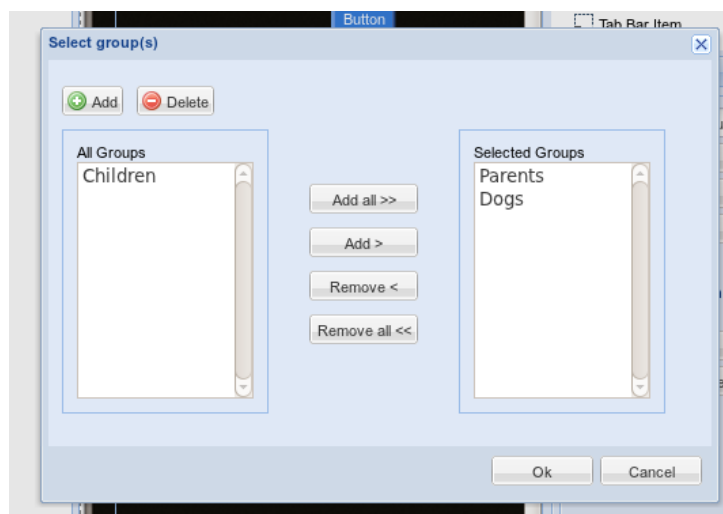 Button
Tab Bar Item
Select group(s)
Add
Delete
All Groups
Children
Add all >>
Add >
Remove <
Remove all <<
Selected Groups
Parents
Dogs
Ok
Cancel